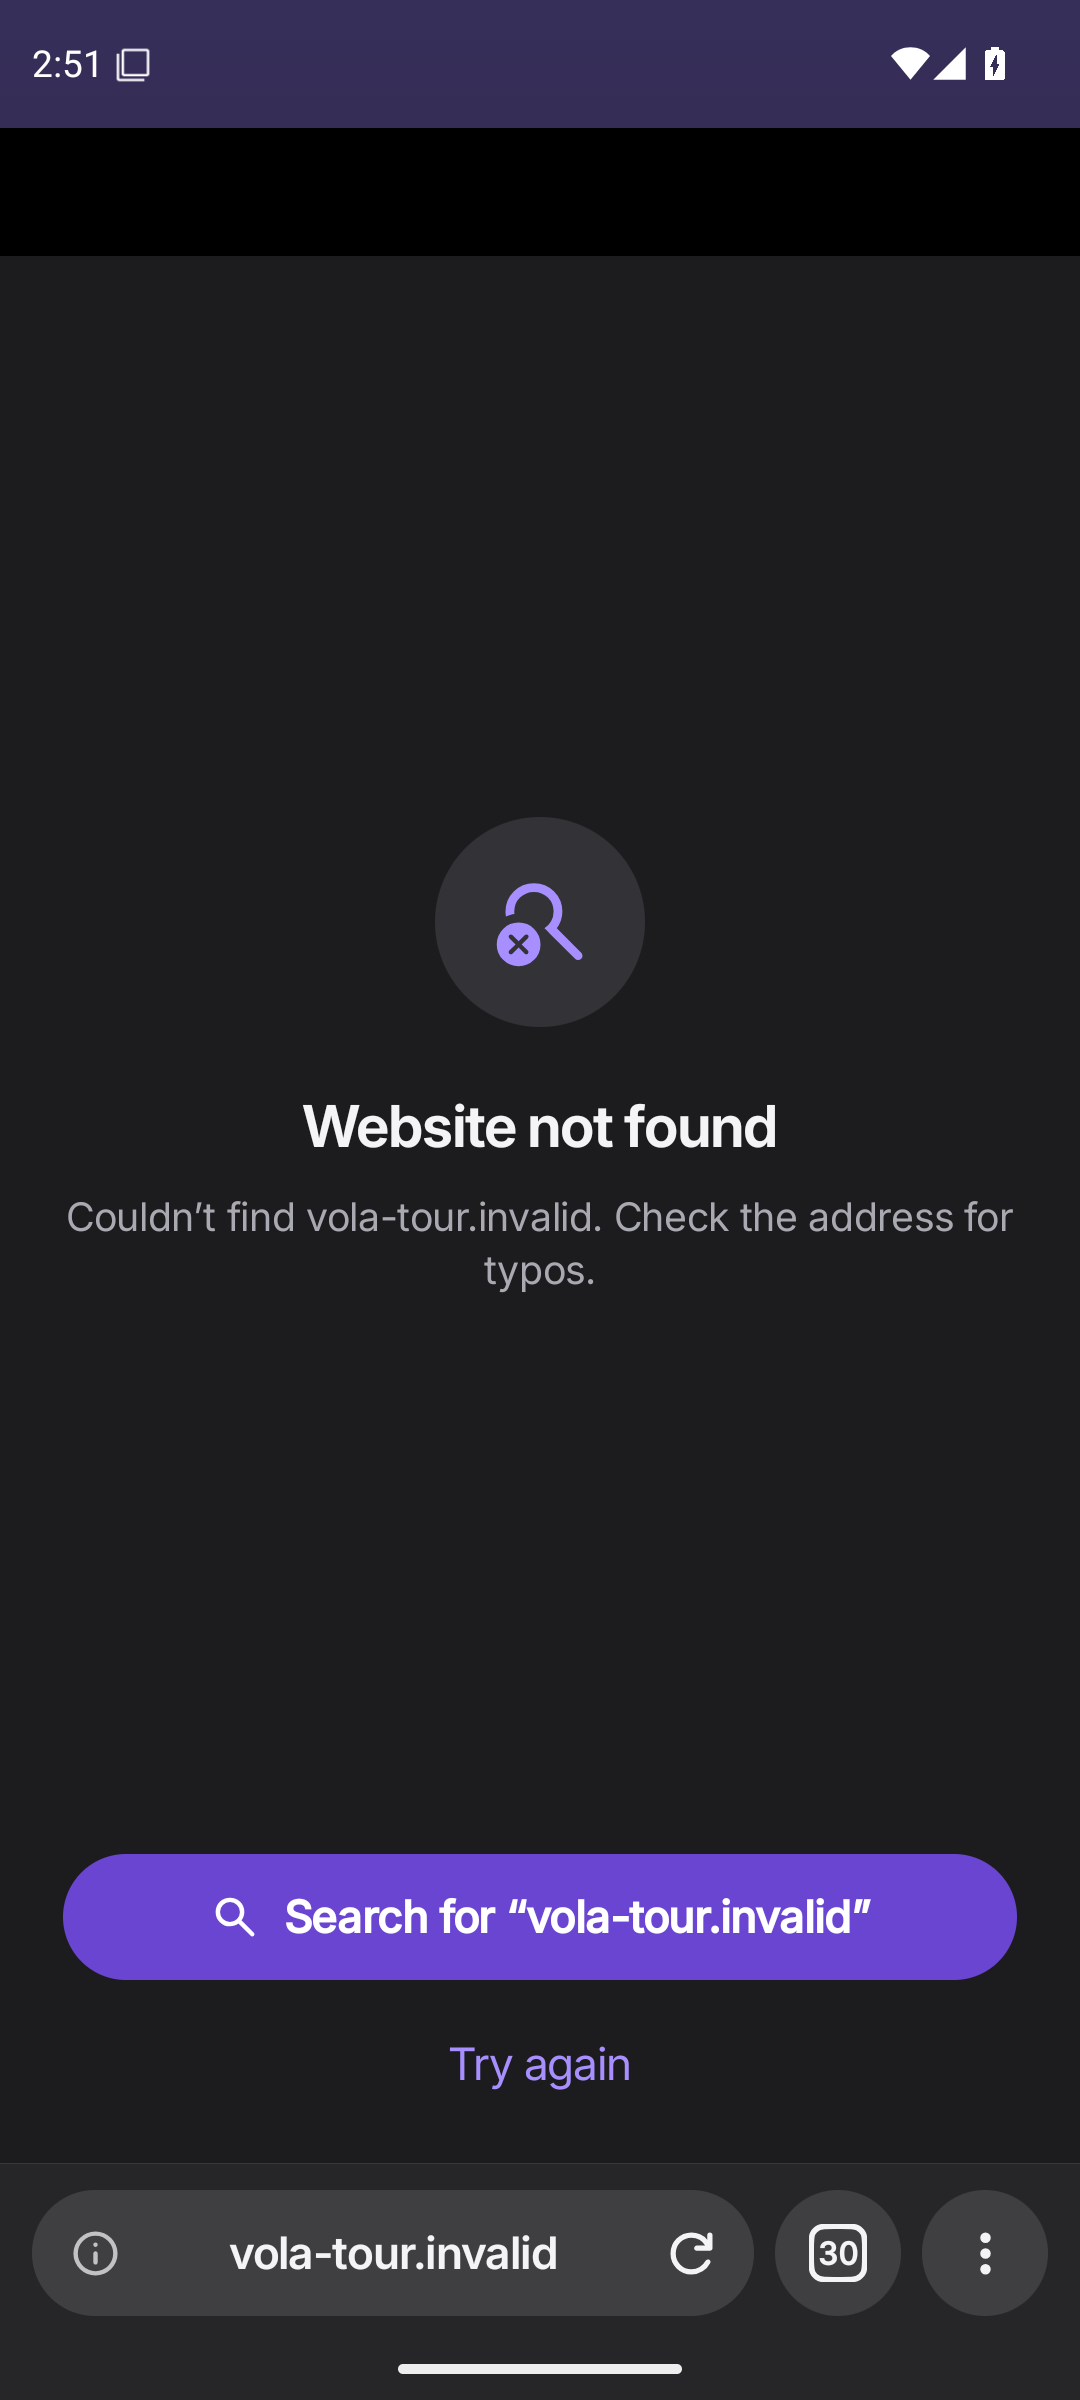 2:51
Website not found
Couldn’t find vola-tour.invalid. Check the address for
typos.
Search for “vola-tour.invalid”
Try again
vola-tour.invalid
30